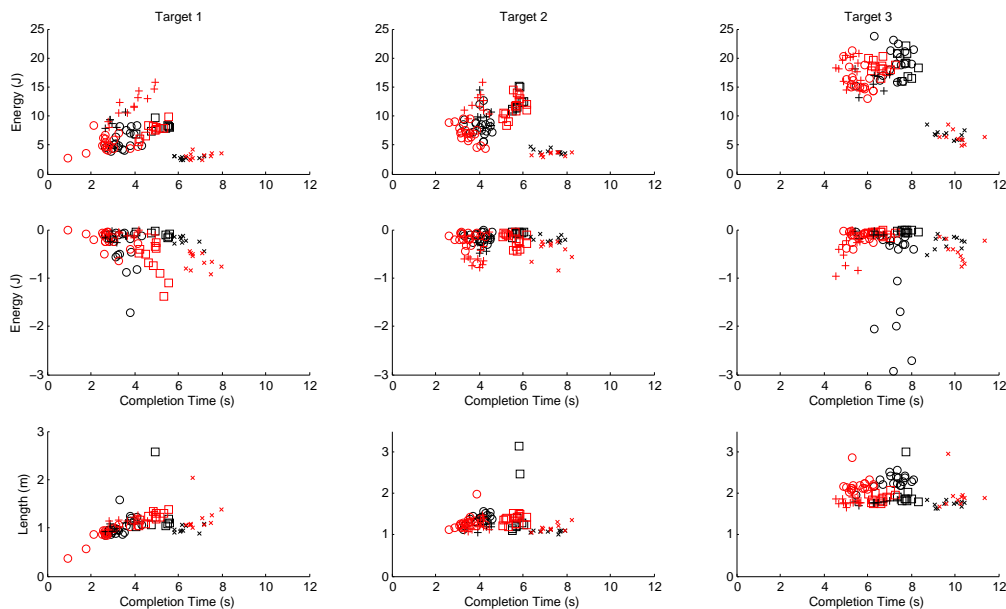 Target 1 Target 2 Target 3
25 25 25
20 20 20
15 15 15
10 10 10
5 5 5
0 0 0
Energy (J) Energy (J) Energy (J)
0 2 4 6 8 10 12 0 2 4 6 8 10 12 0 2 4 6 8 10 12
0 0 0
−1 −1 −1
−2 −2 −2
−3 −3 −3
Energy (J) Energy (J) Energy (J)
0 2 4 6 8 10 12 0 2 4 6 8 10 12 0 2 4 6 8 10 12
Completion Time (s) Completion Time (s) Completion Time (s)
3 3 3
2 2 2
1 1 1
0 0 0
Length (m) Length (m) Length (m)
0 2 4 6 8 10 12 0 2 4 6 8 10 12 0 2 4 6 8 10 12
Completion Time (s) Completion Time (s) Completion Time (s)